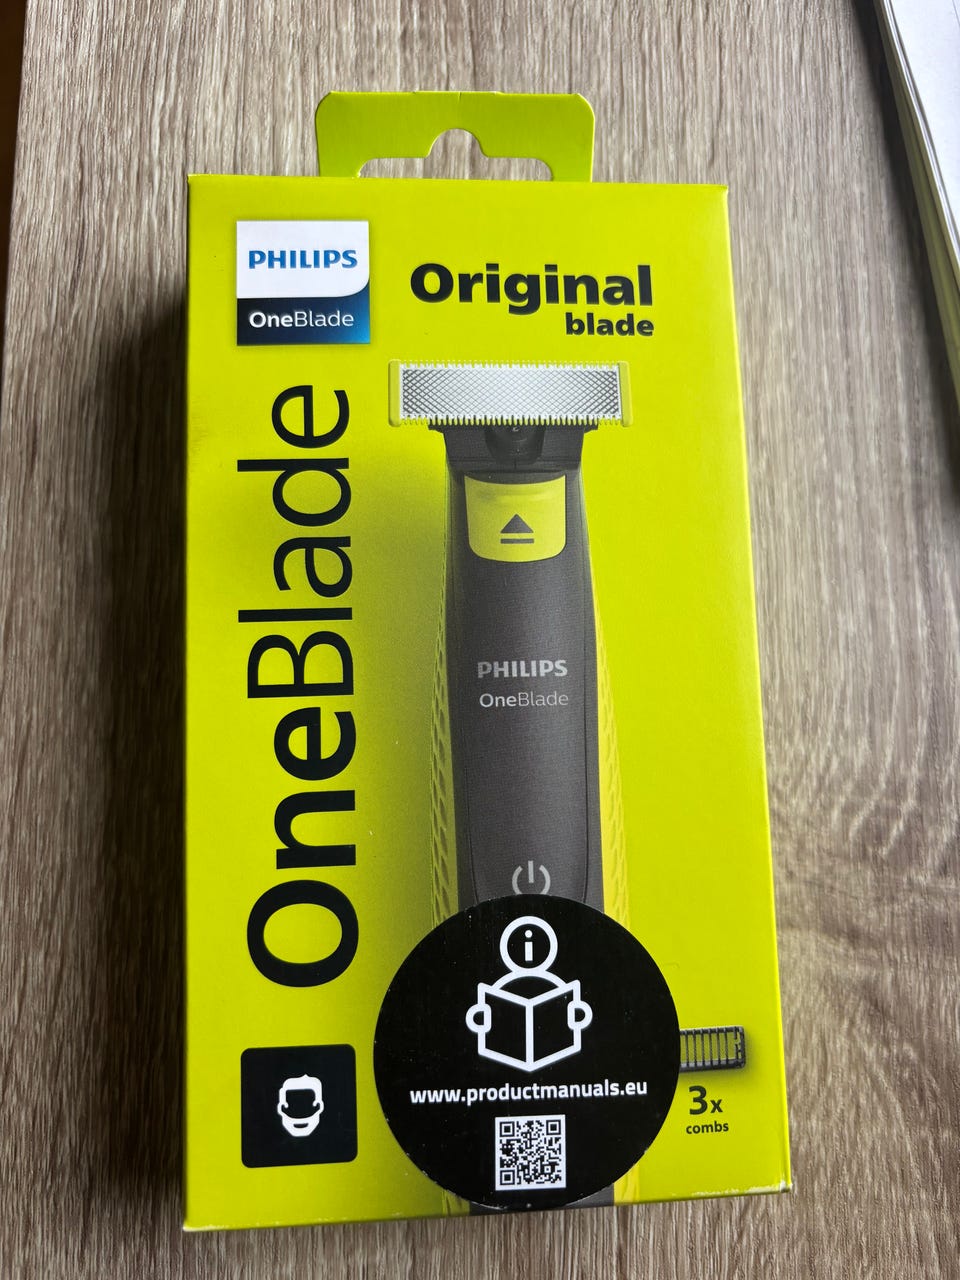 PHILIPS
OneBlade
Original
blade
OneBlade
PHILIPS
OneBlade
i
www.productmanuals.eu
3x
combs